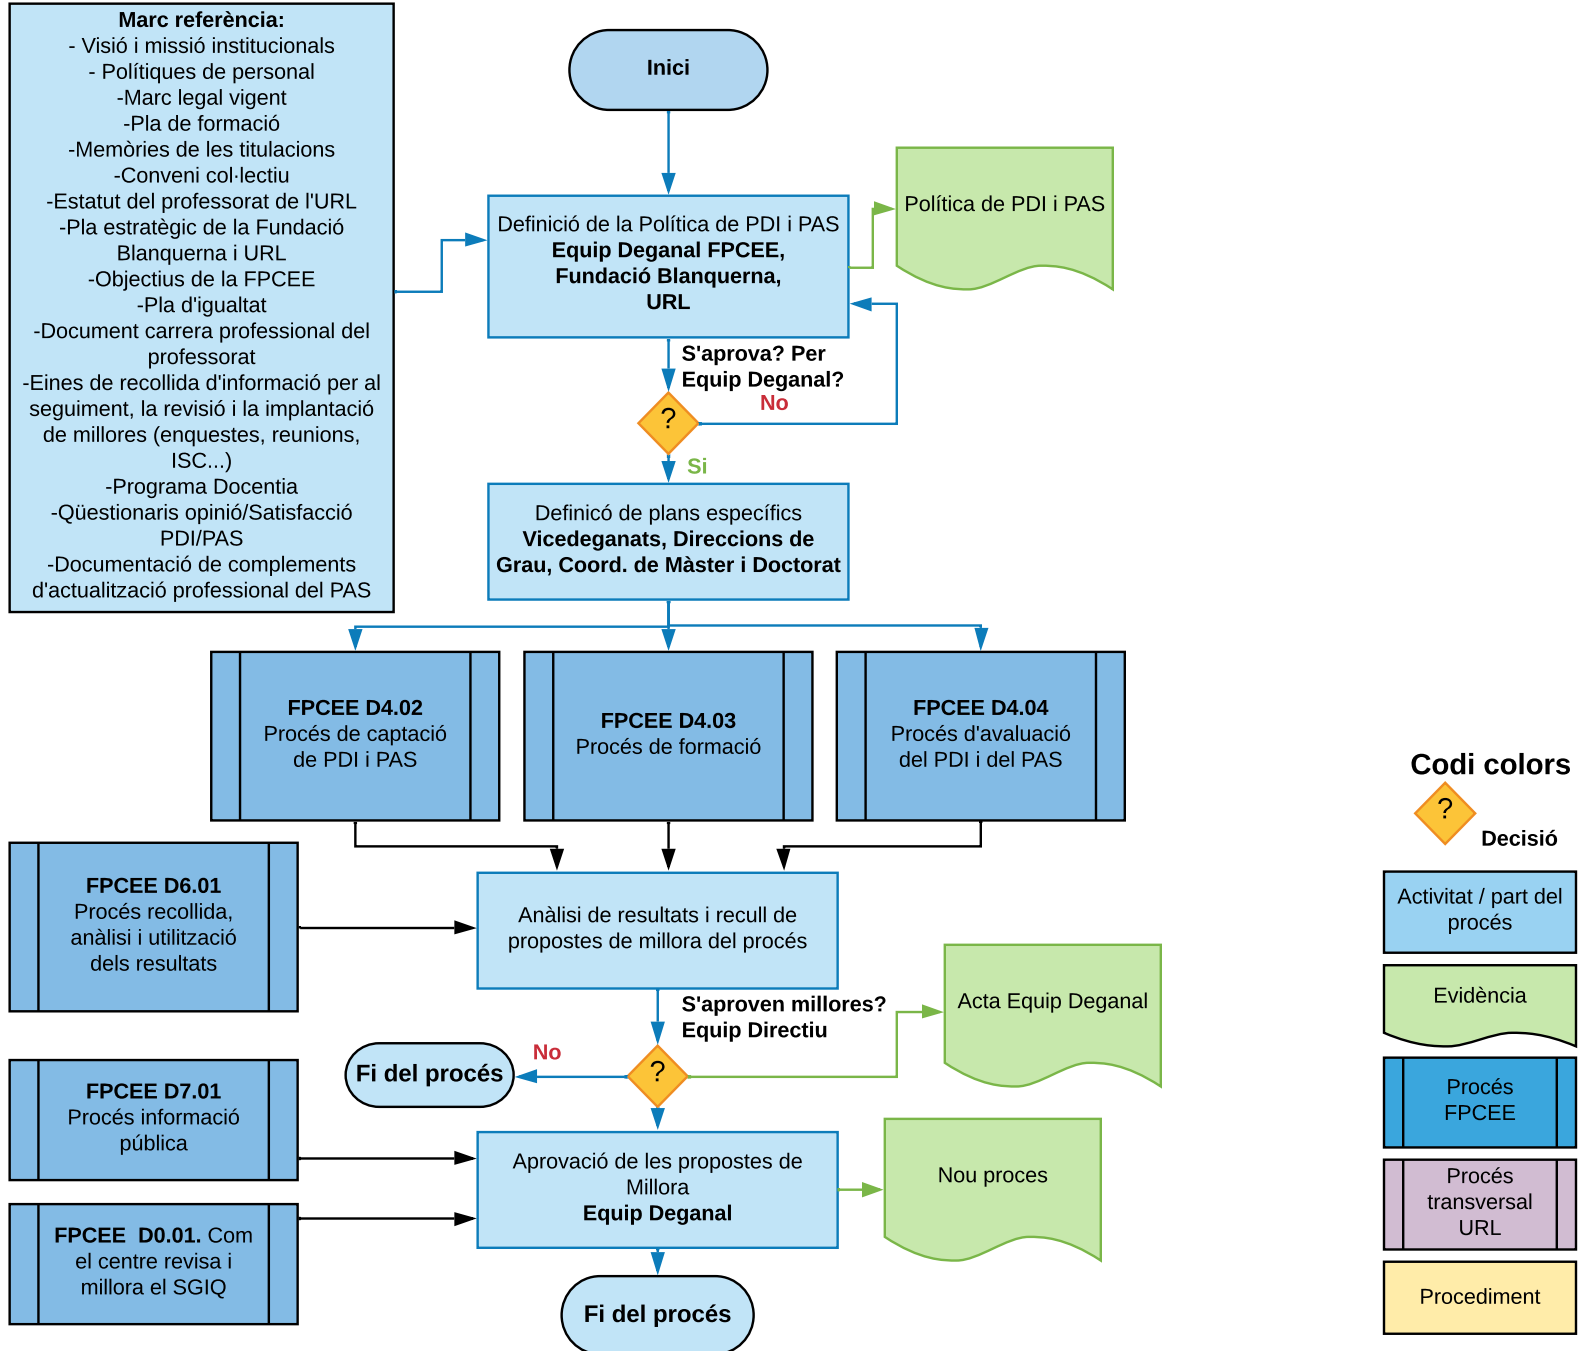 Marc referència:
- Visió i missió institucionals
- Polítiques de personal
-Marc legal vigent
-Pla de formació
-Memòries de les titulacions
-Conveni col·lectiu
-Estatut del professorat de l'URL
-Pla estratègic de la Fundació
Blanquerna i URL
-Objectius de la FPCEE
-Pla d'igualtat
-Document carrera professional del
professorat
-Eines de recollida d'informació per al
seguiment, la revisió i la implantació
de millores (enquestes, reunions,
ISC...)
-Programa Docentia
-Qüestionaris opinió/Satisfacció
PDI/PAS
-Documentació de complements
d'actualització professional del PAS
Inici
Definició de la Política de PDI i PAS
Equip Deganal FPCEE,
Fundació Blanquerna,
URL
Política de PDI i PAS
S'aprova? Per
Equip Deganal?
No
?
Si
Definicó de plans específics
Vicedeganats, Direccions de
Grau, Coord. de Màster i Doctorat
FPCEE D4.02
Procés de captació
de PDI i PAS
FPCEE D4.03
Procés de formació
FPCEE D4.04
Procés d'avaluació
del PDI i del PAS
FPCEE D6.01
Procés recollida,
anàlisi i utilització
dels resultats
Anàlisi de resultats i recull de
propostes de millora del procés
S'aproven millores?
Equip Directiu
Acta Equip Deganal
No
?
Fi del procés
FPCEE D7.01
Procés informació
pública
Aprovació de les propostes de
Millora
Equip Deganal
Nou proces
FPCEE  D0.01. Com
el centre revisa i
millora el SGIQ
Fi del procés
Codi colors
?
Decisió
Activitat / part del
procés
Evidència
Procés
FPCEE
Procés
transversal
URL
Procediment